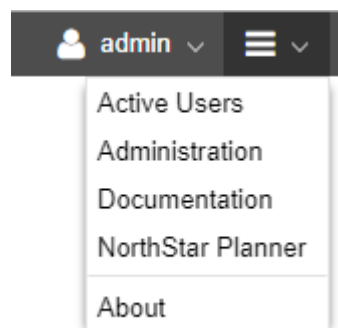 admin
Active Users
Administration
Documentation
NorthStar Planner
About